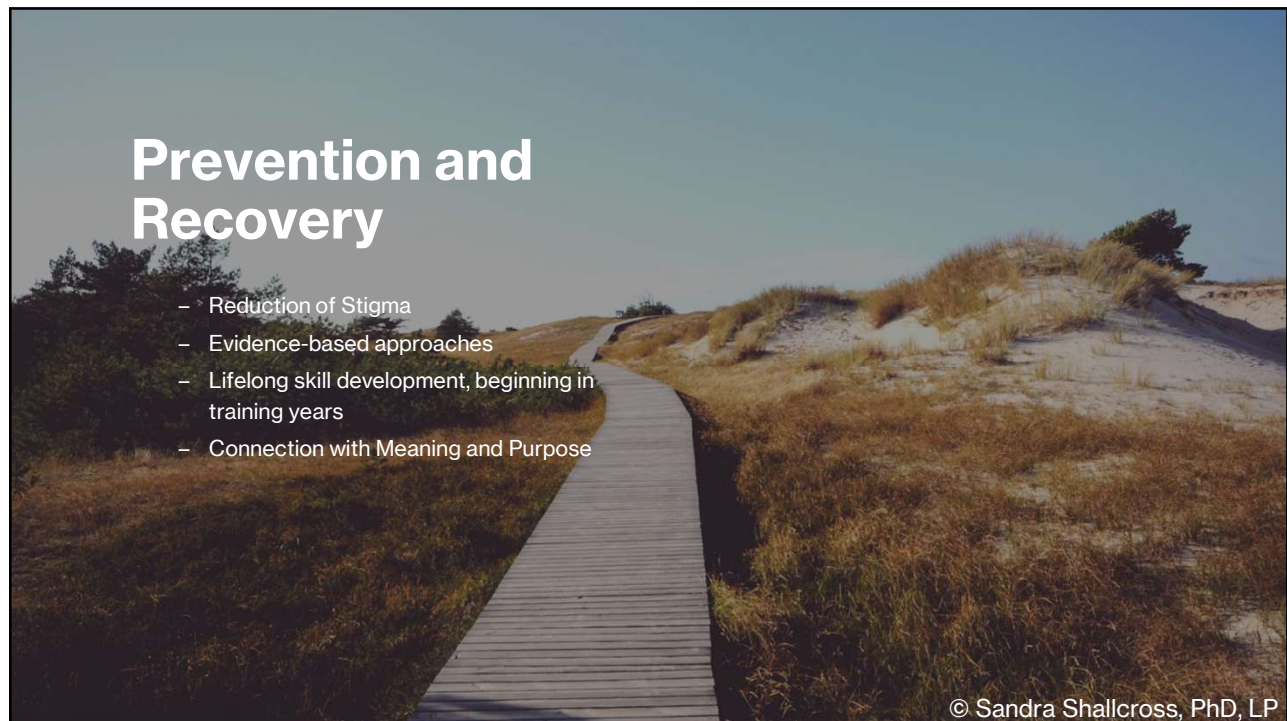 Prevention and
Recovery
– Reduction of Stigma
– Evidence-based approaches
– Lifelong skill development, beginning in
training years
– Connection with Meaning and Purpose
© Sandra Shallcross, PhD, LP